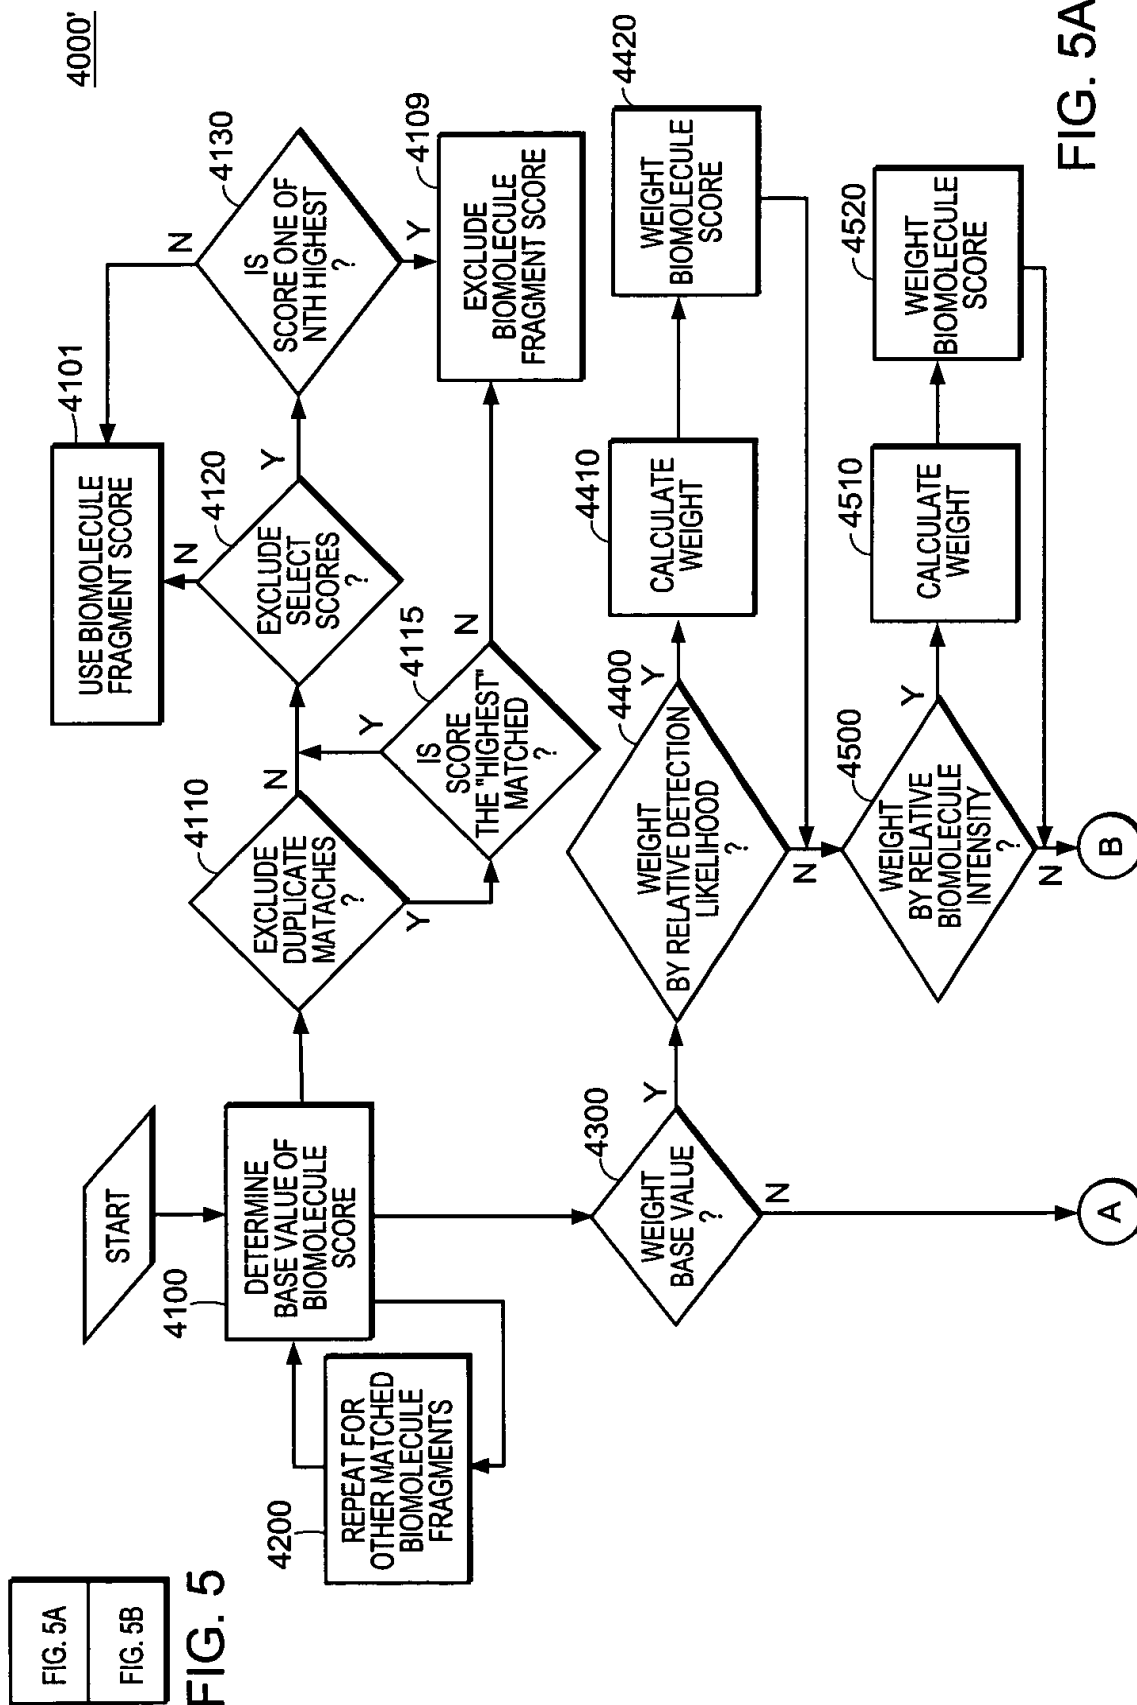 FIG. 5A
FIG. 5B
FIG. 5
4000'
START
4100
DETERMINE
BASE VALUE OF
BIOMOLECULE
SCORE
4200
REPEAT FOR
OTHER MATCHED
BIOMOLECULE
FRAGMENTS
4110
EXCLUDE
DUPLICATE
MATACHES
?
N
Y
4115
IS
SCORE
THE "HIGHEST"
MATCHED
?
Y
N
4120
EXCLUDE
SELECT
SCORES
?
N
Y
4101
USE BIOMOLECULE
FRAGMENT SCORE
4130
IS
SCORE ONE OF
NTH HIGHEST
?
N
Y
4109
EXCLUDE
BIOMOLECULE
FRAGMENT SCORE
4300
WEIGHT
BASE VALUE
?
Y
N
4400
WEIGHT
BY RELATIVE DETECTION
LIKELIHOOD
?
Y
N
4410
CALCULATE
WEIGHT
4420
WEIGHT
BIOMOLECULE
SCORE
4500
WEIGHT
BY RELATIVE
BIOMOLECULE
INTENSITY
?
Y
N
4510
CALCULATE
WEIGHT
4520
WEIGHT
BIOMOLECULE
SCORE
A
B
FIG. 5A